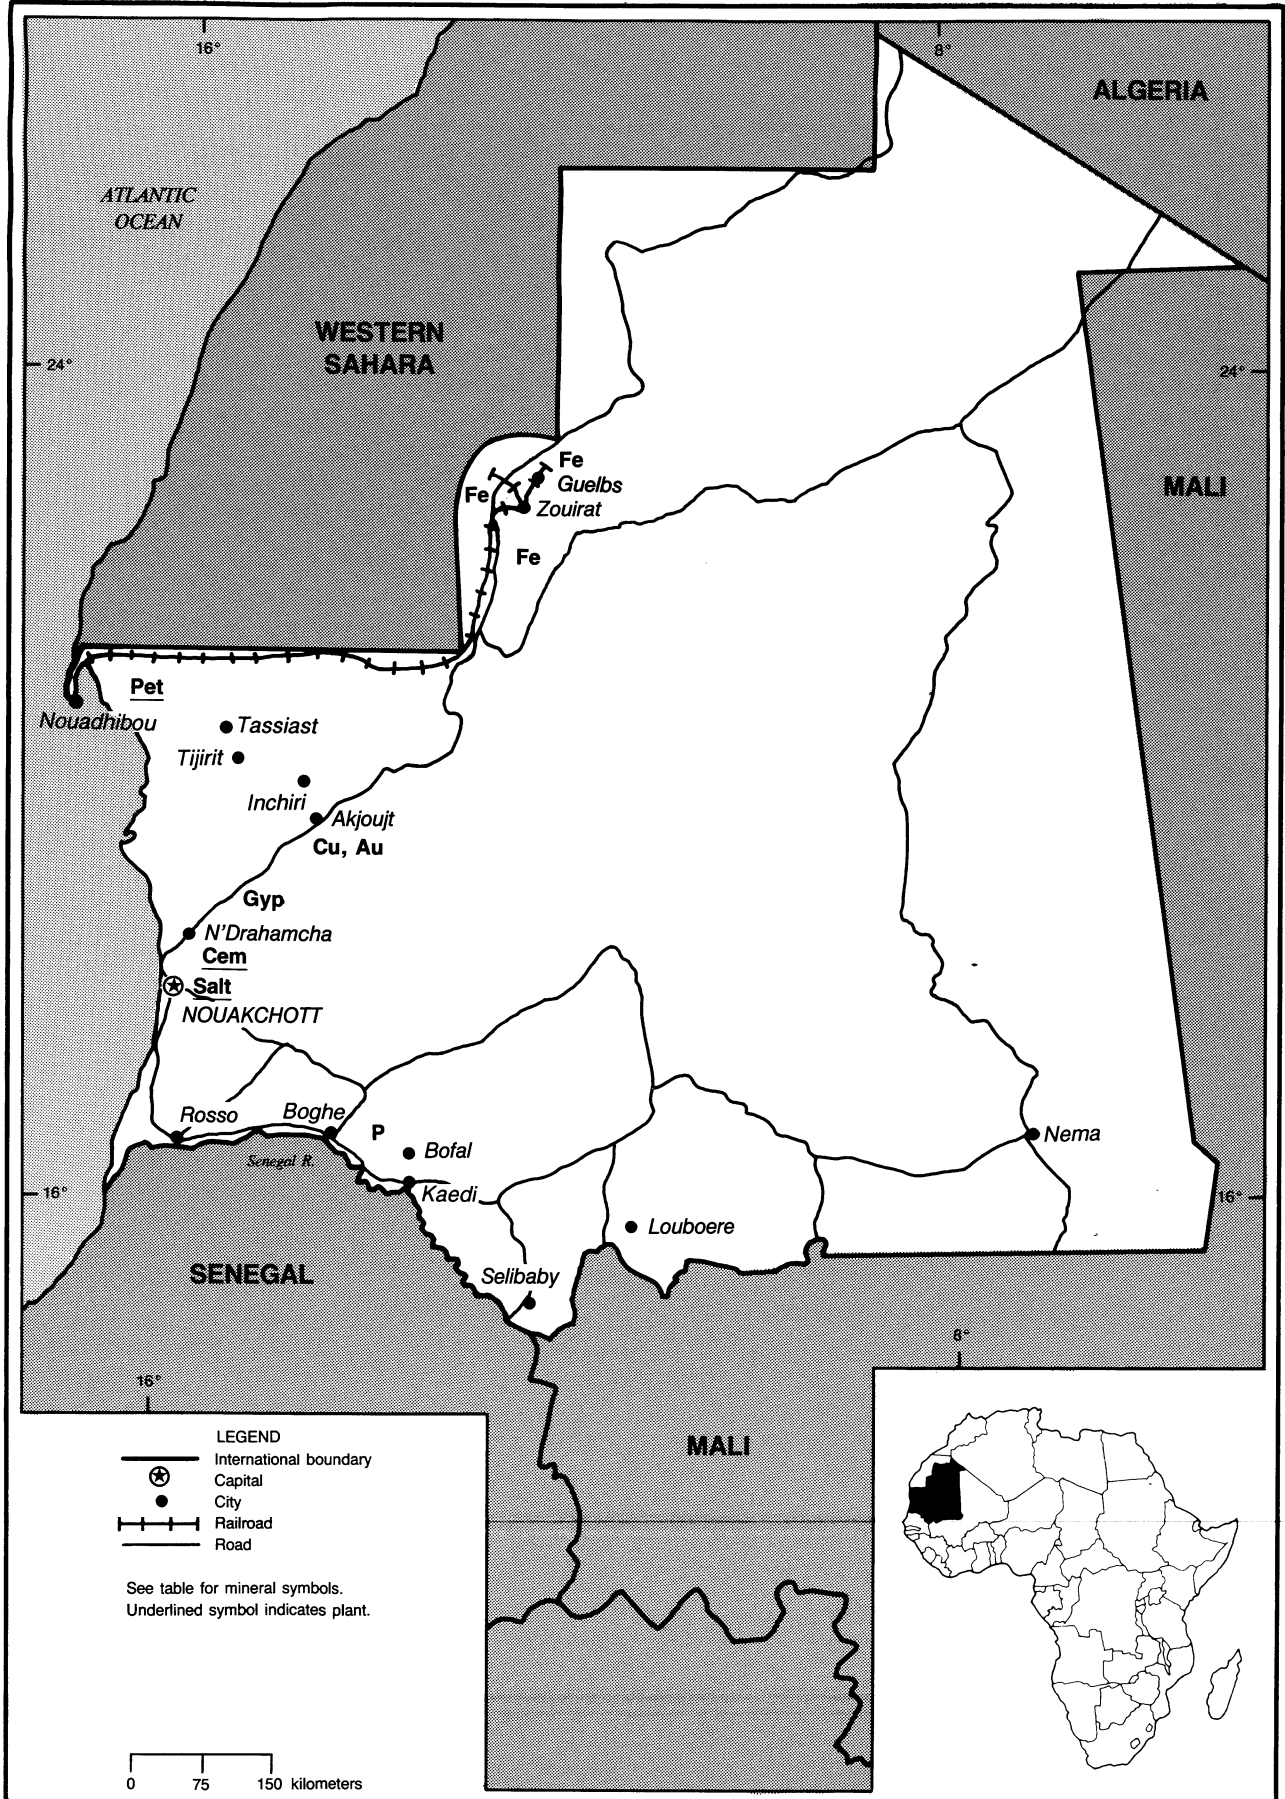 16°
8°
ALGERIA
ATLANTIC
OCEAN
WESTERN
SAHARA
24°
24°
Fe
Guelbs
Fe
Zouirat
MALI
Fe
Pet
Nouadhibou
Tassiast
Tijirit
Inchiri
Akjoujt
Cu, Au
Gyp
N'Drahamcha
Cem
Salt
NOUAKCHOTT
Rosso
Boghe
P
Bofal
Nema
Senegal R.
Kaedi
16°
16°
Louboere
SENEGAL
Selibaby
8°
16°
MALI
LEGEND
International boundary
Capital
City
Railroad
Road
See table for mineral symbols.
Underlined symbol indicates plant.
0 75 150 kilometers